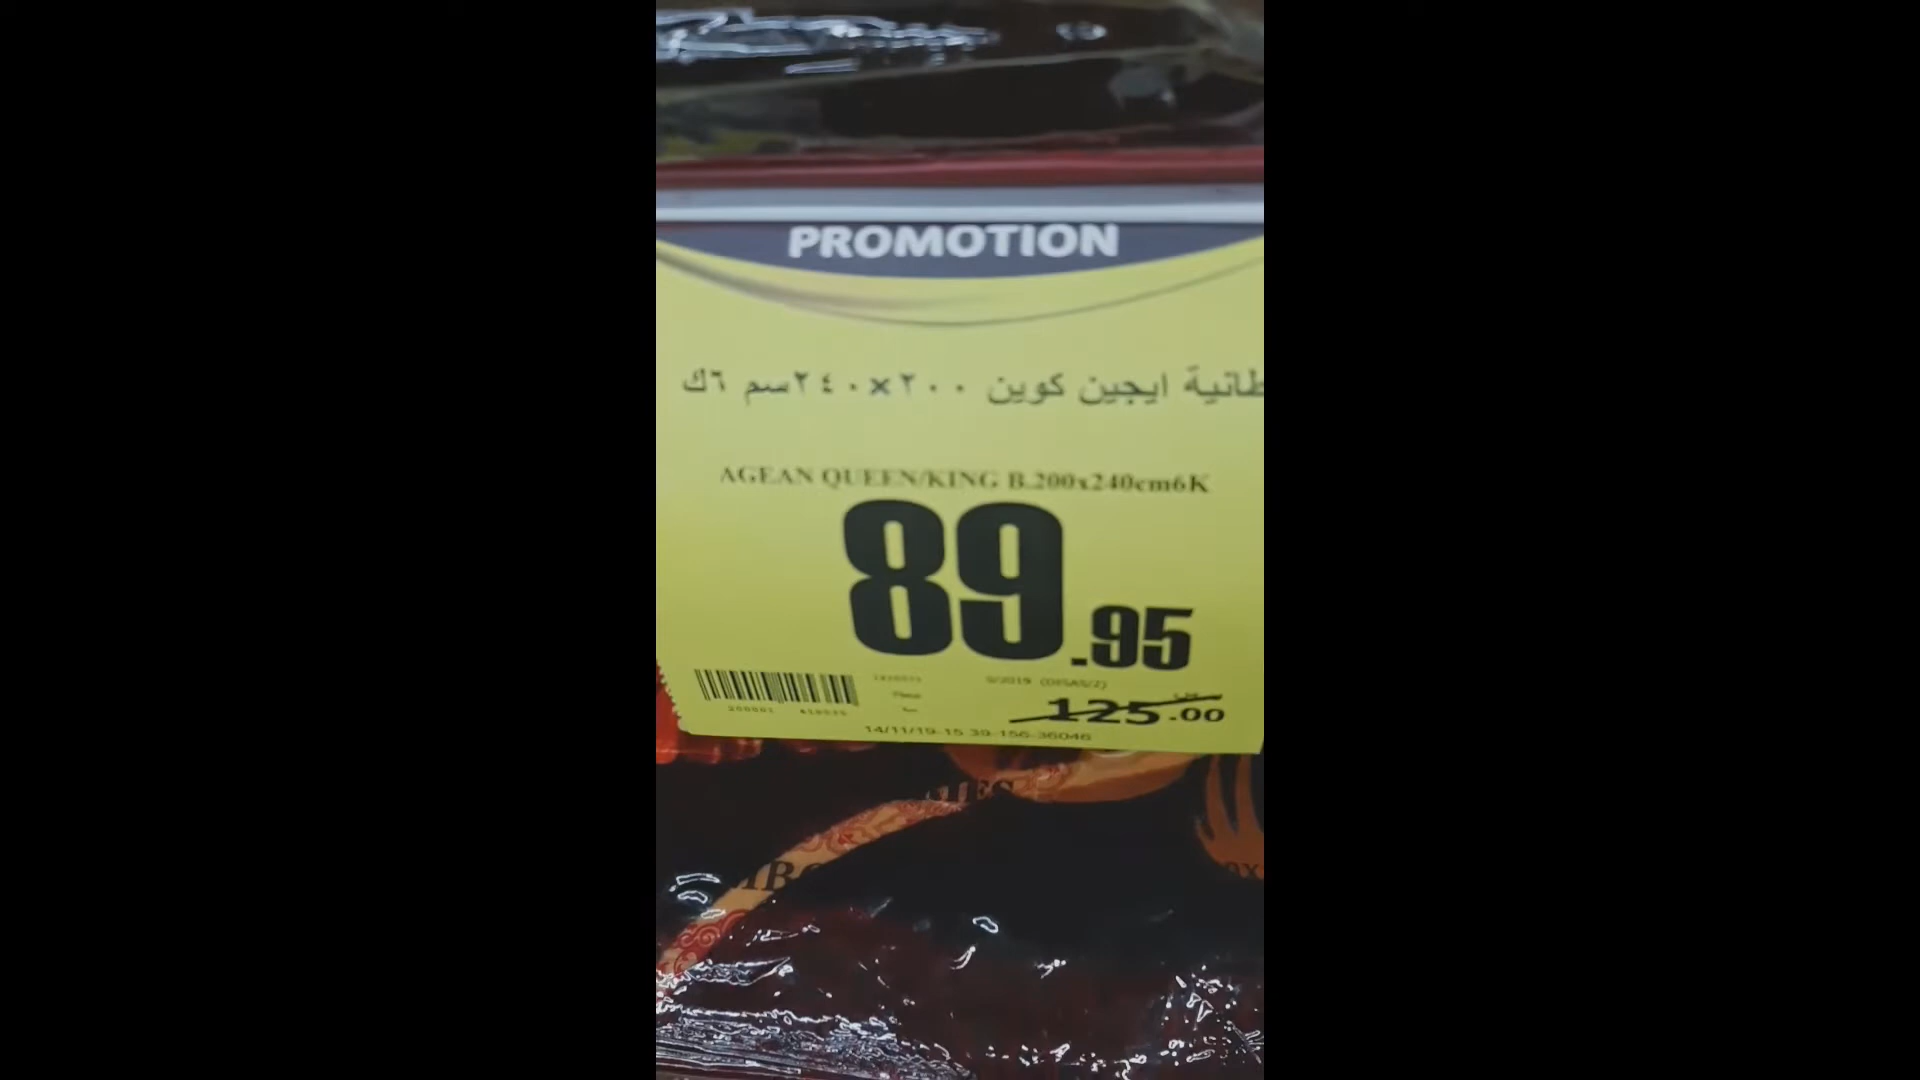 PROMOTION
طانية ايجين كوين ٢٠٠×٢٤٠سم ٦ك
AGEAN QUEEN/KING B.200x240cm6K
89.95
125.00
14/11/19-15 39-156-36046